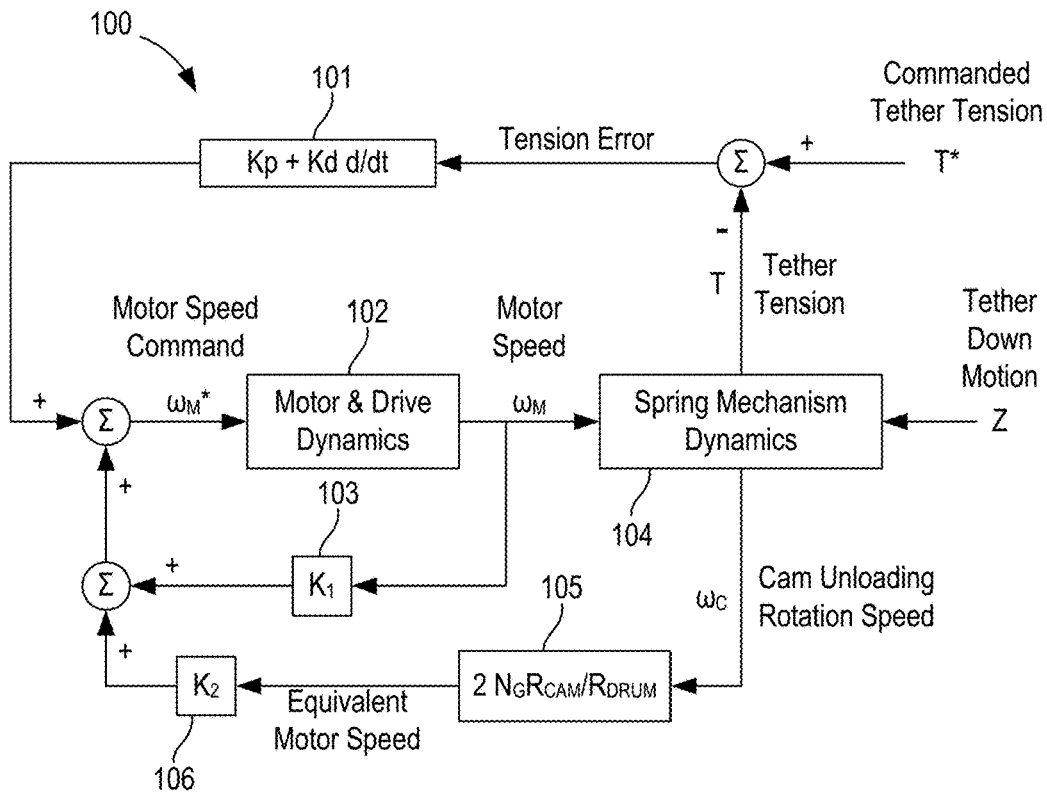 100
101
Commanded
Tether Tension
Kp + Kd d/dt
Tension Error
Σ
+
T*
-
T
Tether
Tension
Motor Speed
Command
102
Motor
Speed
Tether
Down
Motion
+
Σ
ωM*
Motor & Drive
Dynamics
ωM
Spring Mechanism
Dynamics
Z
+
103
104
Σ
+
K1
105
ωC
Cam Unloading
Rotation Speed
+
K2
Equivalent
Motor Speed
2 NGRCAM/RDRUM
106